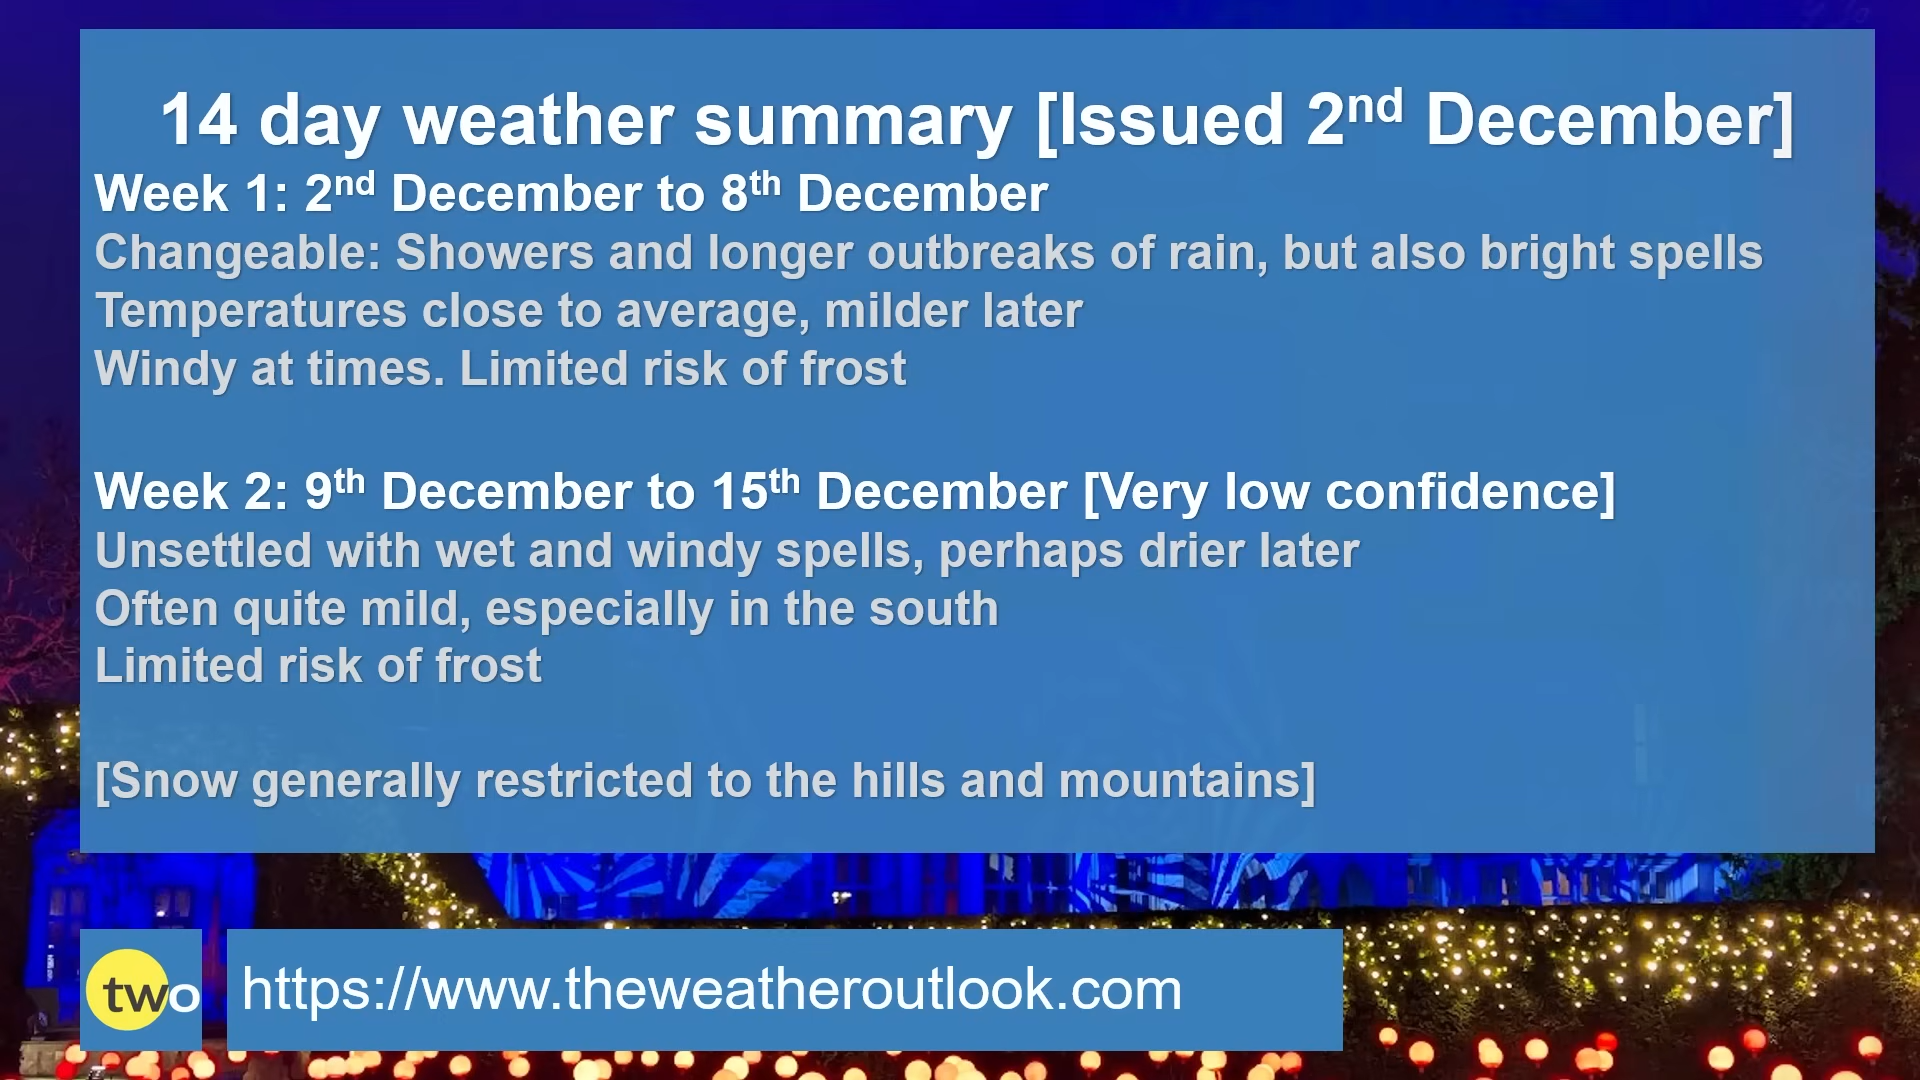 14 day weather summary [Issued 2nd December]
Week 1: 2nd December to 8th December
Changeable: Showers and longer outbreaks of rain, but also bright spells
Temperatures close to average, milder later
Windy at times. Limited risk of frost
Week 2: 9th December to 15th December [Very low confidence]
Unsettled with wet and windy spells, perhaps drier later
Often quite mild, especially in the south
Limited risk of frost
[Snow generally restricted to the hills and mountains]
two
https://www.theweatheroutlook.com